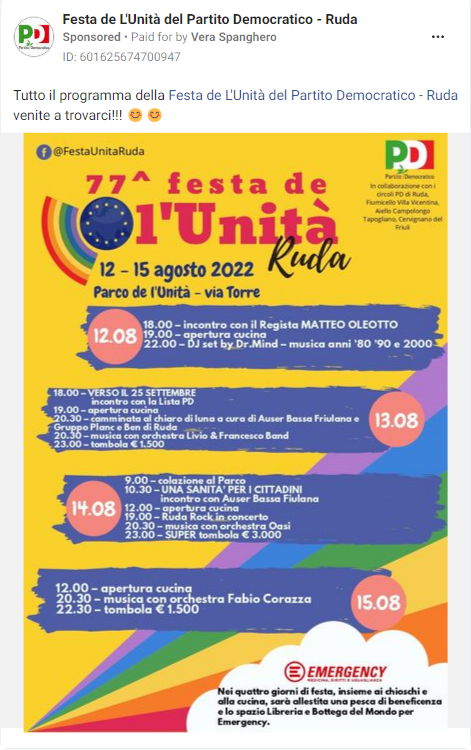 Festa de L'Unità del Partito Democratico - Ruda
Sponsored • Paid for by Vera Spanghero
ID: 601625674700947
Tutto il programma della Festa de L'Unità del Partito Democratico - Ruda
venite a trovarci!!! 😊 😊
@FestaUnitaRuda
PD
Partito Democratico
In collaborazione con i
circoli PD di Ruda,
Fiumicello Villa Vicentina,
Aiello Campolongo
Tapogliano, Cervignano del
Friuli
77^ festa de
l'Unità
Ruda
12 - 15 agosto 2022
Parco de l'Unità - via Torre
12.08
18.00 - incontro con il Regista MATTEO OLEOTTO
19.00 - apertura cucina
22.00 - DJ set by Dr.Mind - musica anni '80 '90 e 2000
13.08
18.00 - VERSO IL 25 SETTEMBRE
incontro con la Lista PD
19.00 - apertura cucina
20.30 - camminata al chiaro di luna a cura di Auser Bassa Friulana e
Gruppo Planc e Ben di Ruda
20.30 - musica con orchestra Livio & Francesco Band
23.00 - tombola € 1.500
14.08
9.00 - colazione al Parco
10.30 - UNA SANITA' PER I CITTADINI
incontro con Auser Bassa Fiulana
12.00 - apertura cucina
19.00 - Ruda Rock in concerto
20.30 - musica con orchestra Oasi
23.00 - SUPER tombola € 3.000
15.08
12.00 - apertura cucina
20.30 - musica con orchestra Fabio Corazza
22.30 - tombola € 1.500
EMERGENCY
MEDICINA, DIRITTI E UGUAGLIANZA
Nei quattro giorni di festa, insieme ai chioschi e
alla cucina, sarà allestita una pesca di beneficenza
e lo spazio Libreria e Bottega del Mondo per
Emergency.